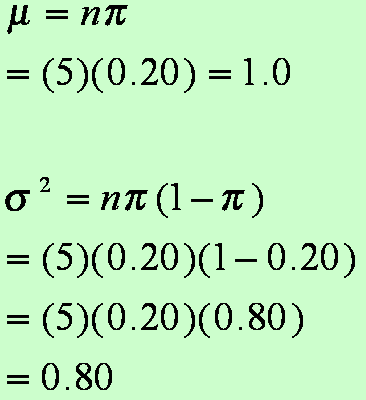 μ = nπ
= (5)(0.20) = 1.0
σ² = nπ(1 − π)
= (5)(0.20)(1 − 0.20)
= (5)(0.20)(0.80)
= 0.80